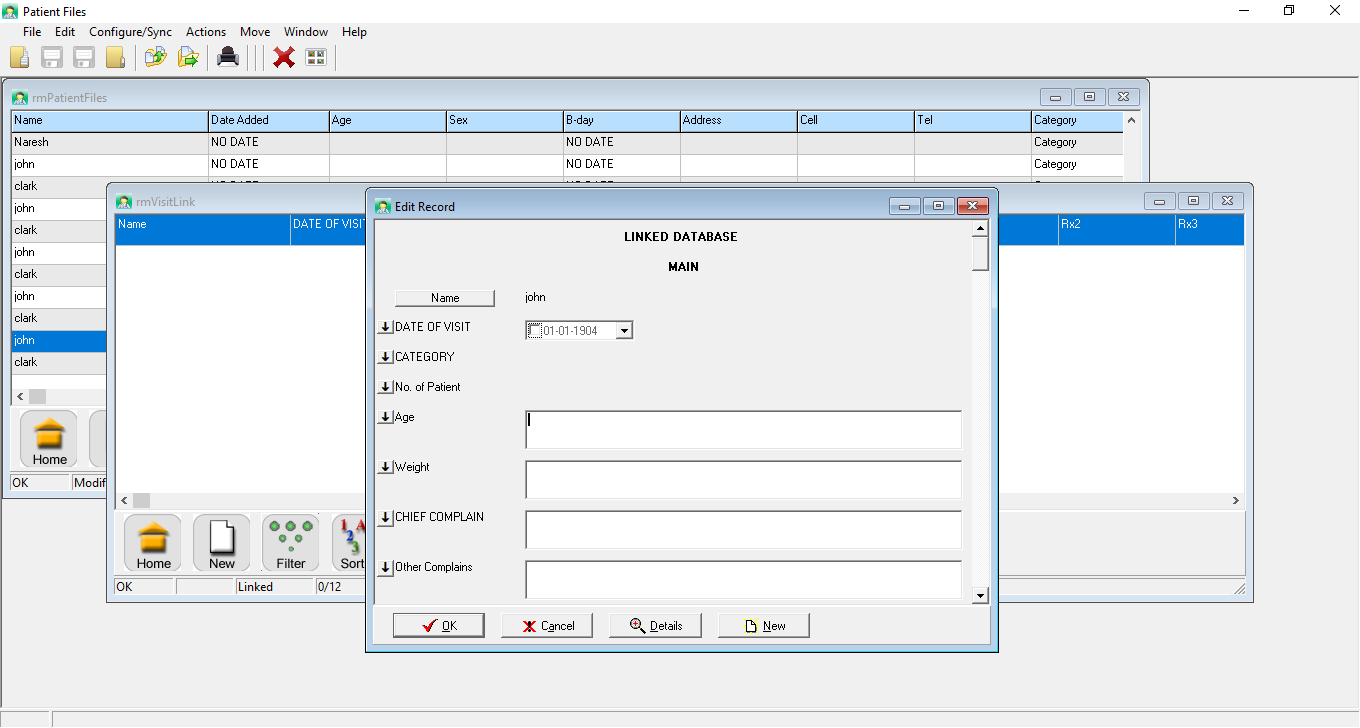 Patient Files
File Edit Configure/Sync Actions Move Window Help
rmPatientFiles
Name Date Added Age Sex B-day Address Cell Tel Category
Naresh NO DATE NO DATE Category
john NO DATE NO DATE Category
clark
john
clark
john
clark
john
clark
john
clark
Home
OK Modif
rmVisitLink
Name DATE OF VISIT Rx2 Rx3
Home New Filter Sort
OK Linked 0/12
Edit Record
LINKED DATABASE
MAIN
Name john
DATE OF VISIT 01-01-1904
CATEGORY
No. of Patient
Age
Weight
CHIEF COMPLAIN
Other Complains
OK Cancel Details New